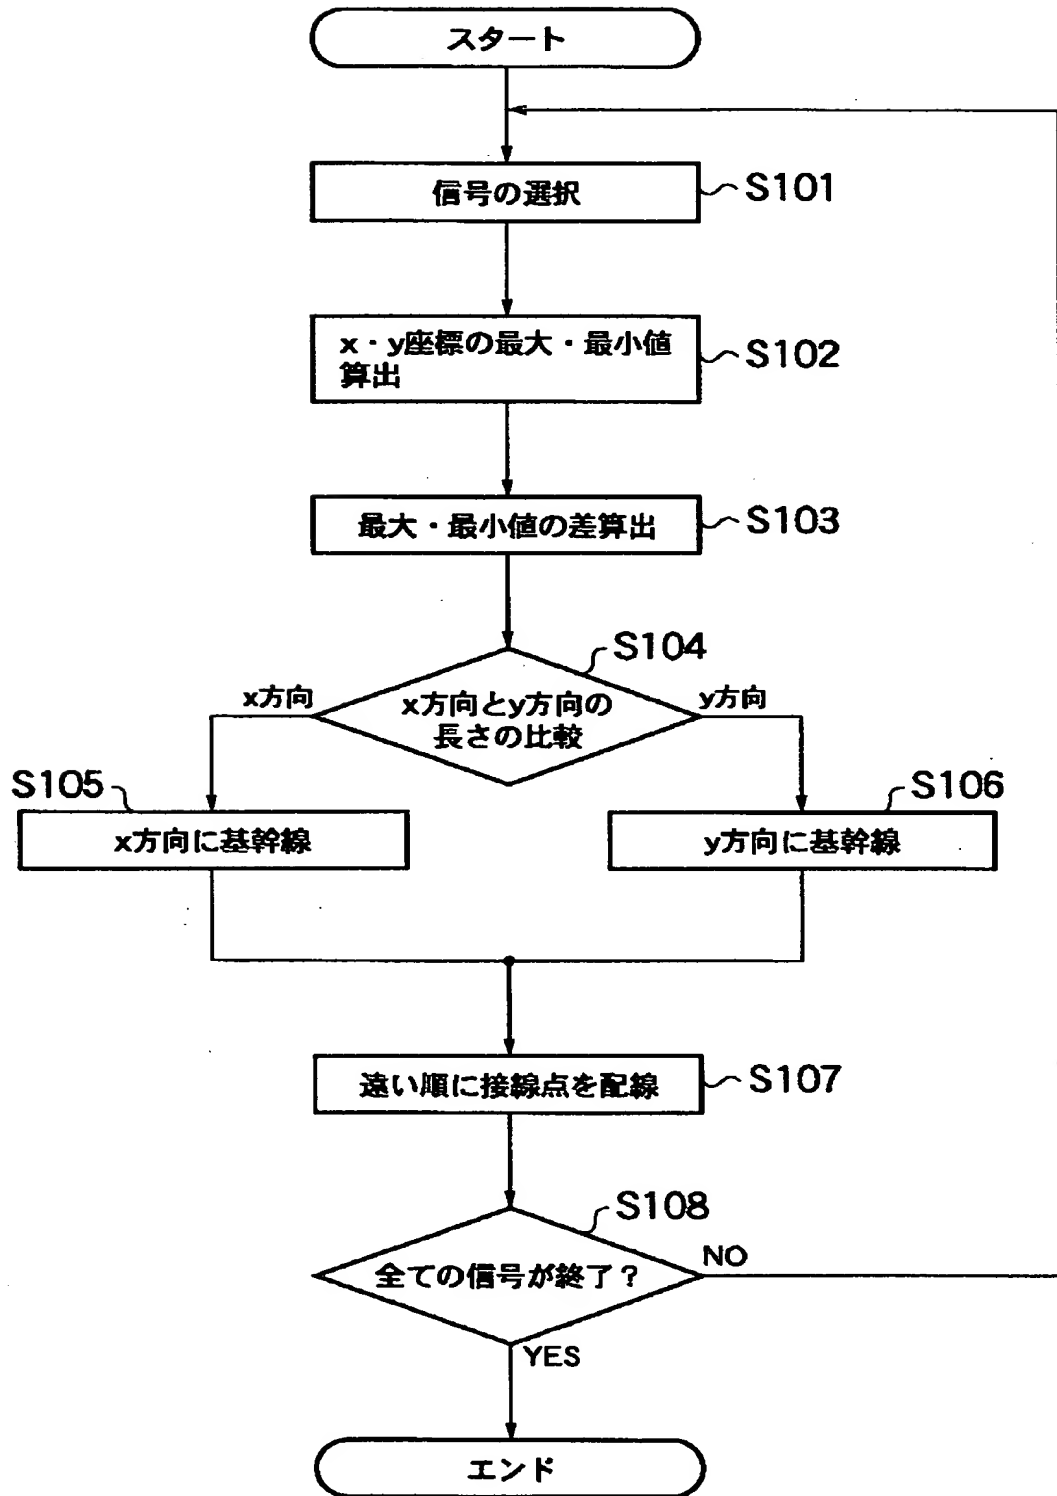 スタート
信号の選択
S101
x・y座標の最大・最小値
算出
S102
最大・最小値の差算出
S103
S104
x方向
x方向とy方向の
長さの比較
y方向
S105
x方向に基幹線
S106
y方向に基幹線
遠い順に接線点を配線
S107
S108
全ての信号が終了？
NO
YES
エンド